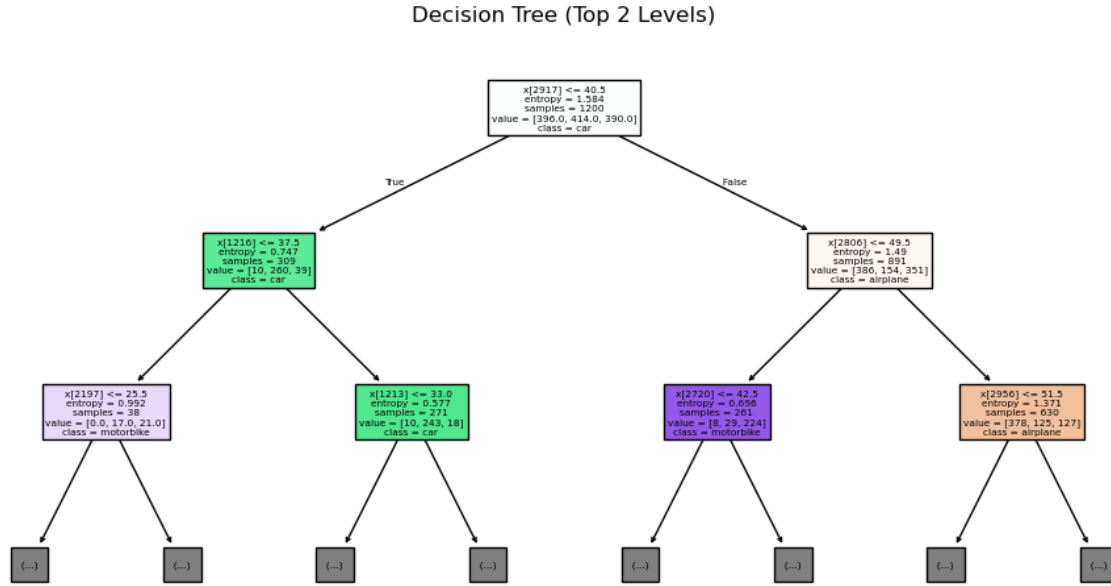 Decision Tree (Top 2 Levels)
x[2917] <= 40.5
entropy = 1.584
samples = 1200
value = [396.0, 414.0, 390.0]
class = car
True
False
x[1216] <= 37.5
entropy = 0.747
samples = 309
value = [10, 260, 39]
class = car
x[2806] <= 49.5
entropy = 1.49
samples = 891
value = [386, 154, 351]
class = airplane
x[2197] <= 25.5
entropy = 0.992
samples = 38
value = [0.0, 17.0, 21.0]
class = motorbike
x[1213] <= 33.0
entropy = 0.577
samples = 271
value = [10, 243, 18]
class = car
x[2720] <= 42.5
entropy = 0.696
samples = 261
value = [8, 29, 224]
class = motorbike
x[2956] <= 51.5
entropy = 1.371
samples = 630
value = [378, 125, 127]
class = airplane
(...)
(...)
(...)
(...)
(...)
(...)
(...)
(...)